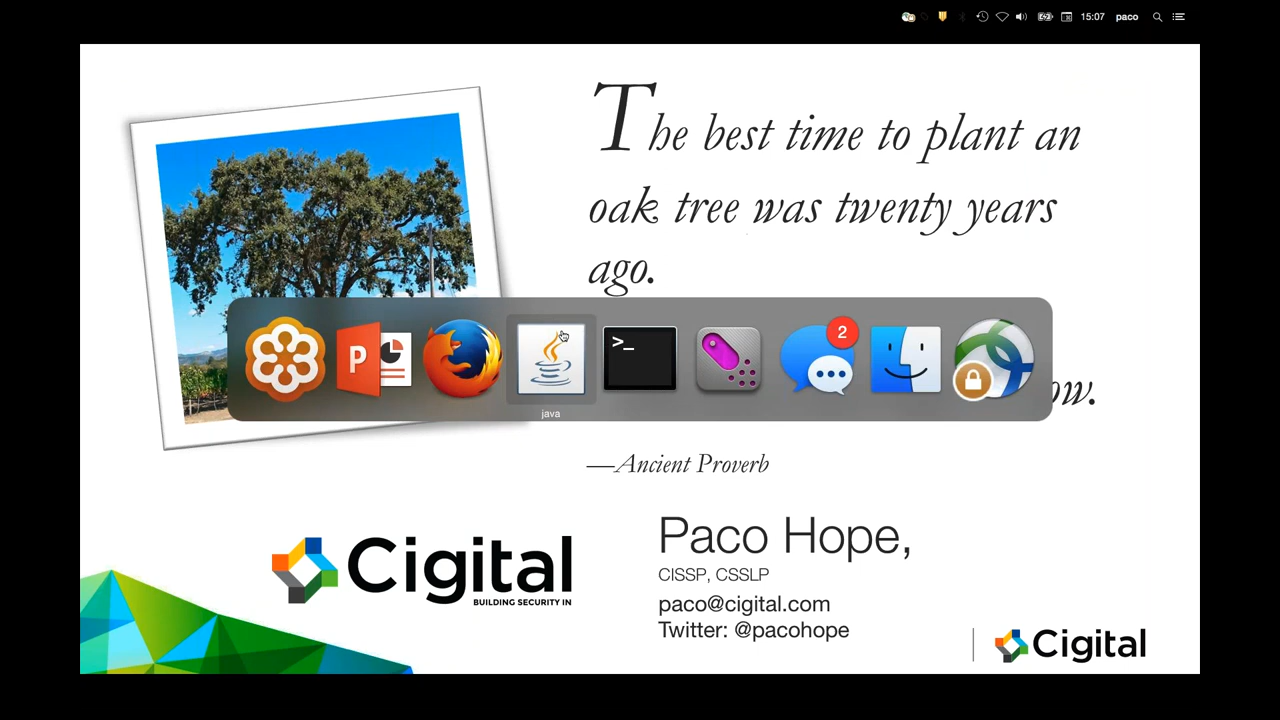 15:07 paco
The best time to plant an
oak tree was twenty years
ago.
P
>_
2
java
ow.
—Ancient Proverb
Cigital
BUILDING SECURITY IN
Paco Hope,
CISSP, CSSLP
paco@cigital.com
Twitter: @pacohope
Cigital